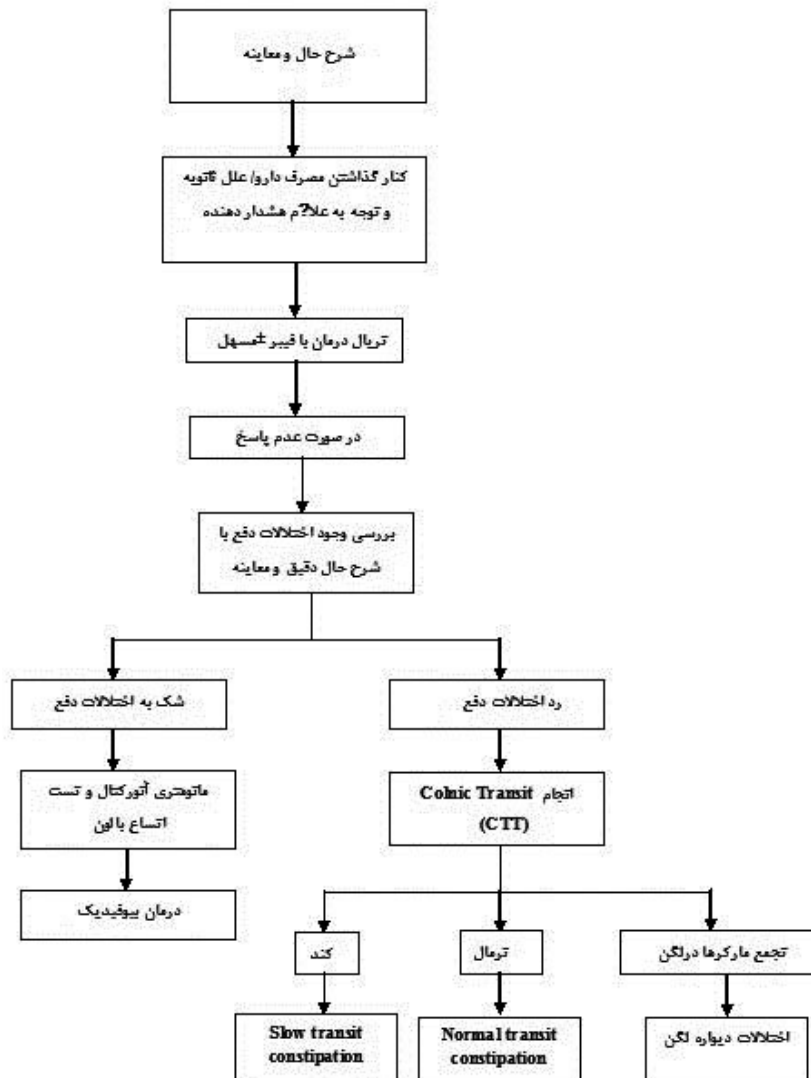 شرح حال و معاینه
کنار گذاشتن مصرف دارو/ علل ثانویه
و توجه به علا?م هشدار دهنده
تریال درمان با فیبر ±مسهل
در صورت عدم پاسخ
بررسی وجود اختلالات دفع با
شرح حال دقیق و معاینه
شک به اختلالات دفع
رد اختلالات دفع
مانومتری آنورکتال و تست
اتساع بالون
انجام Colnic Transit
(CTT)
درمان بیوفیدبک
کند
نرمال
تجمع مارکرها درلگن
Slow transit
constipation
Normal transit
constipation
اختلالات دیواره لگن